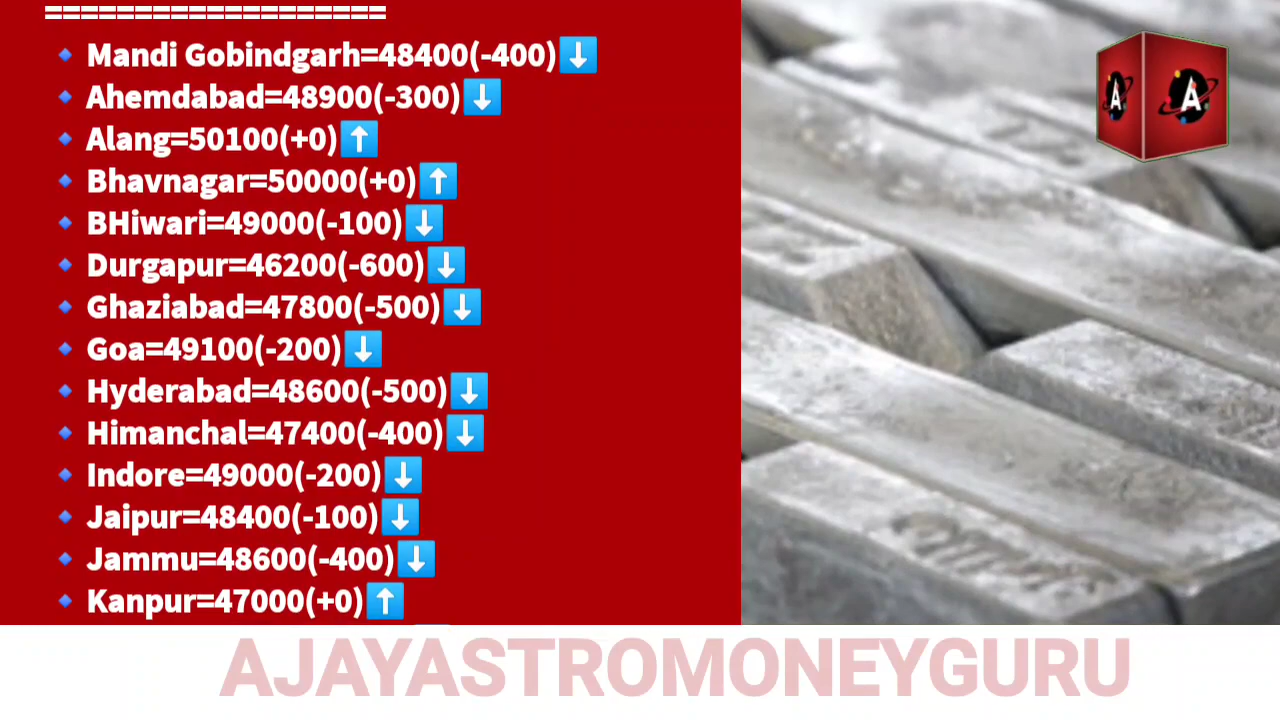 ====================
🔹 Mandi Gobindgarh=48400(-400)⬇️
🔹 Ahemdabad=48900(-300)⬇️
🔹 Alang=50100(+0)⬆️
🔹 Bhavnagar=50000(+0)⬆️
🔹 BHiwari=49000(-100)⬇️
🔹 Durgapur=46200(-600)⬇️
🔹 Ghaziabad=47800(-500)⬇️
🔹 Goa=49100(-200)⬇️
🔹 Hyderabad=48600(-500)⬇️
🔹 Himanchal=47400(-400)⬇️
🔹 Indore=49000(-200)⬇️
🔹 Jaipur=48400(-100)⬇️
🔹 Jammu=48600(-400)⬇️
🔹 Kanpur=47000(+0)⬆️
A A
AJAYASTROMONEYGURU